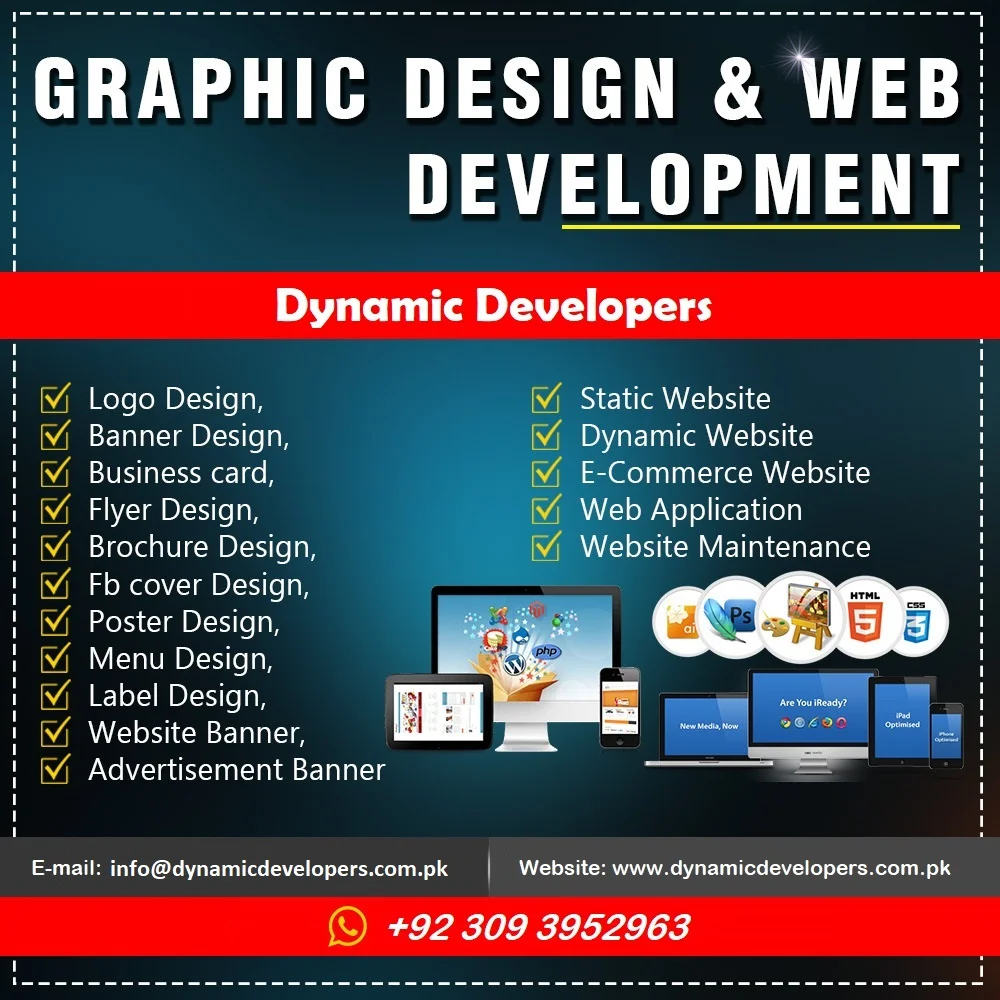 GRAPHIC DESIGN & WEB
DEVELOPMENT
Dynamic Developers
Logo Design,
Banner Design,
Business card,
Flyer Design,
Brochure Design,
Fb cover Design,
Poster Design,
Menu Design,
Label Design,
Website Banner,
Advertisement Banner
Static Website
Dynamic Website
E-Commerce Website
Web Application
Website Maintenance
php
ai
Ps
HTML
5
CSS
3
New Media, Now
Are You iReady?
iPad
Optimised
iPhone
Optimised
E-mail: info@dynamicdevelopers.com.pk
Website: www.dynamicdevelopers.com.pk
+92 309 3952963